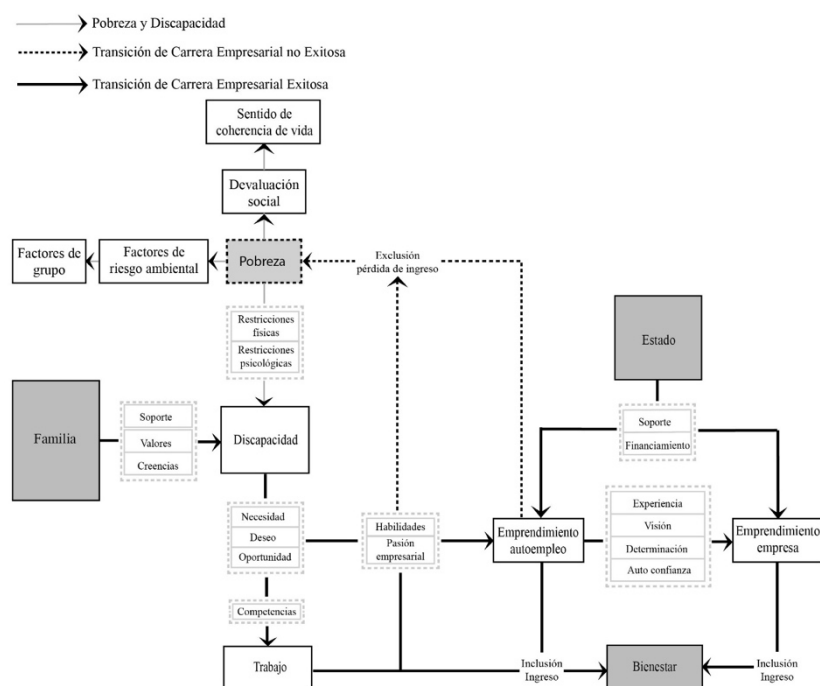 Pobreza y Discapacidad
Transición de Carrera Empresarial no Exitosa
Transición de Carrera Empresarial Exitosa
Sentido de
coherencia de vida
Devaluación
social
Factores de
grupo
Factores de
riesgo ambiental
Pobreza
Exclusión
pérdida de ingreso
Restricciones
físicas
Restricciones
psicológicas
Estado
Familia
Soporte
Valores
Creencias
Discapacidad
Soporte
Financiamiento
Necesidad
Deseo
Oportunidad
Habilidades
Pasión
empresarial
Emprendimiento
autoempleo
Experiencia
Visión
Determinación
Auto confianza
Emprendimiento
empresa
Competencias
Trabajo
Inclusión
Ingreso
Bienestar
Inclusión
Ingreso